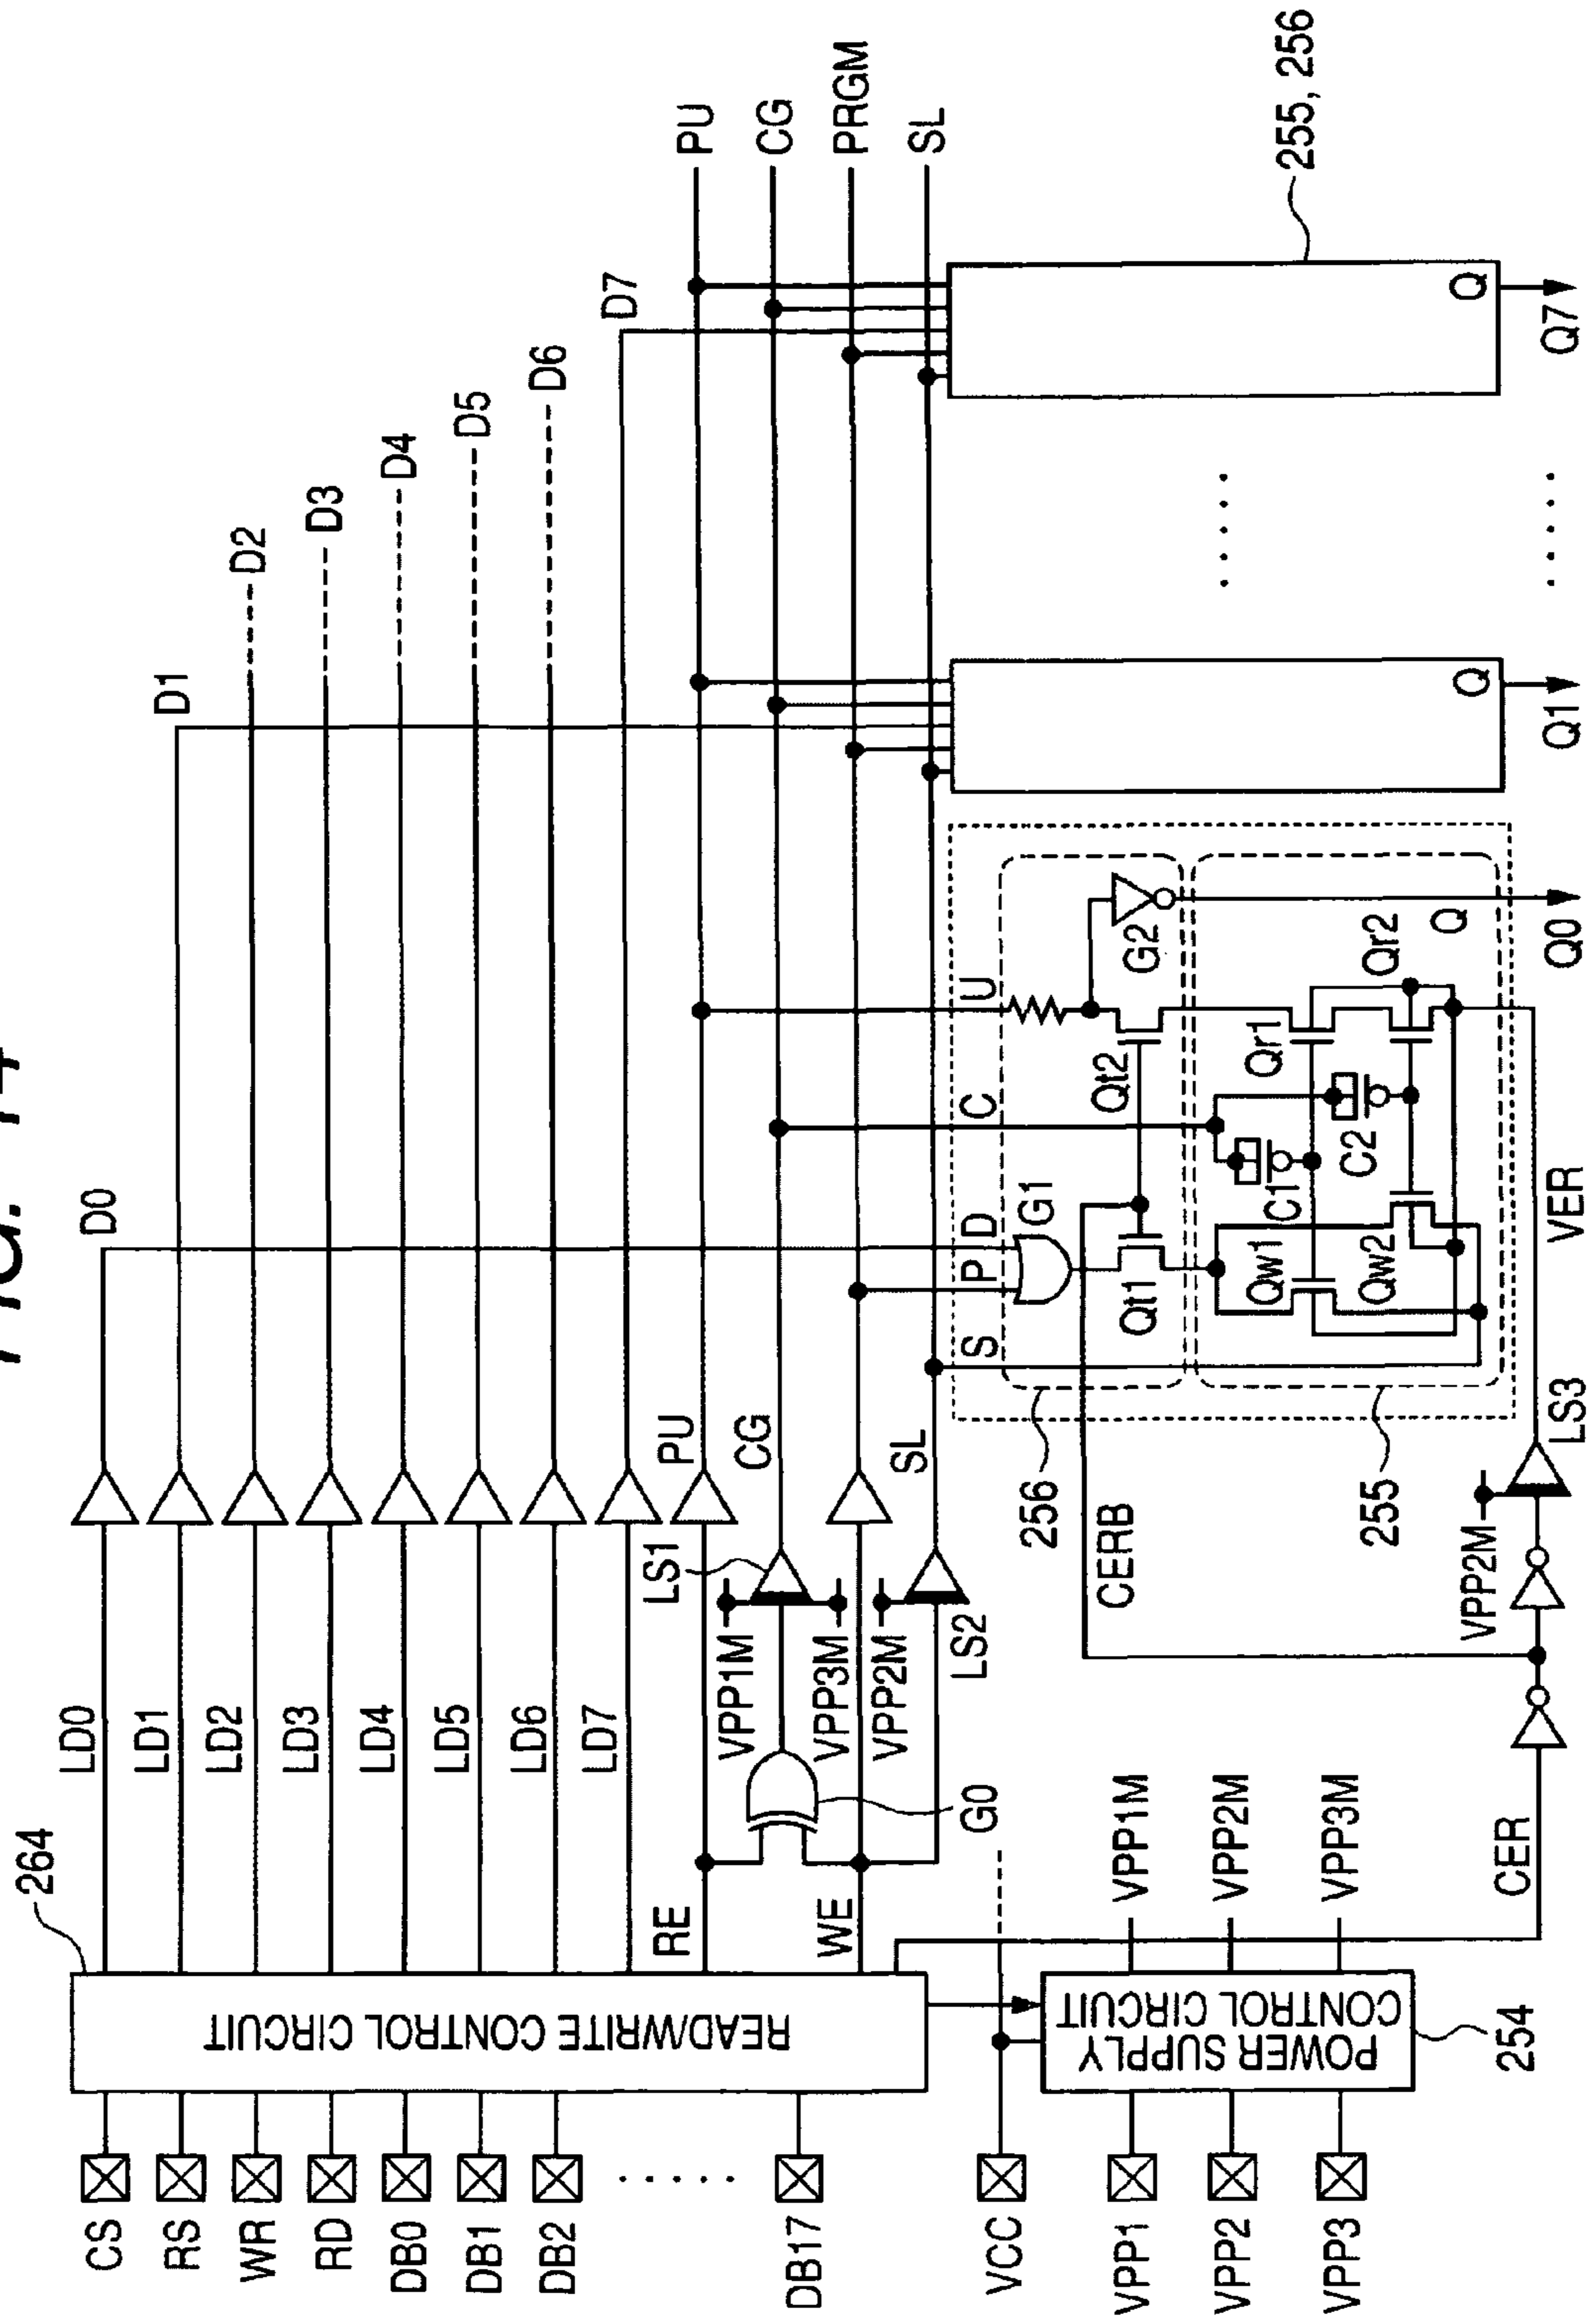 FIG. 14
264
CS
RS
WR
RD
DB0
DB1
DB2
DB17
READ/WRITE CONTROL CIRCUIT
LD0
LD1
LD2
LD3
LD4
LD5
LD6
LD7
D0
D1
D2
D3
D4
D5
D6
D7
RE
WE
PU
CG
SL
LS1
VPP1M
VPP3M
VPP2M
LS2
G0
PU
CG
PRGM
SL
VCC
VPP1
VPP2
VPP3
POWER SUPPLY
CONTROL CIRCUIT
254
VPP1M
VPP2M
VPP3M
CER
CERB
VPP2M
LS3
VER
256
255
S
P
D
C
U
G1
Qt1
Qt2
G2
Qw1
Qw2
C1
C2
Qr1
Qr2
Q
Q0
Q
Q1
Q
Q7
255, 256